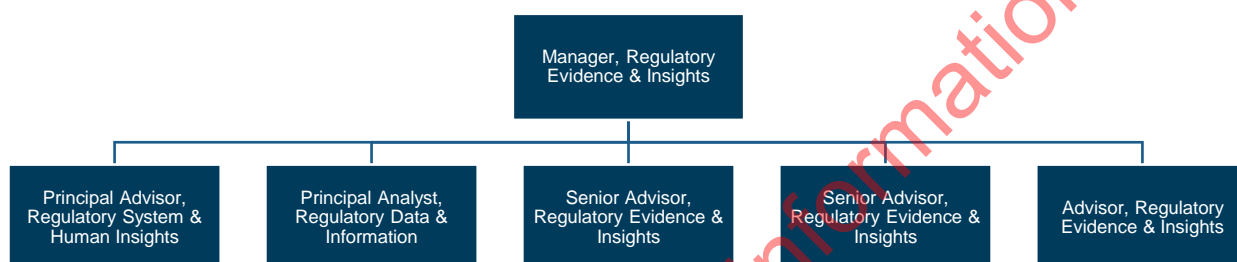 Manager, Regulatory
Evidence & Insights
Principal Advisor,
Regulatory System &
Human Insights
Principal Analyst,
Regulatory Data &
Information
Senior Advisor,
Regulatory Evidence &
Insights
Senior Advisor,
Regulatory Evidence &
Insights
Advisor, Regulatory
Evidence & Insights